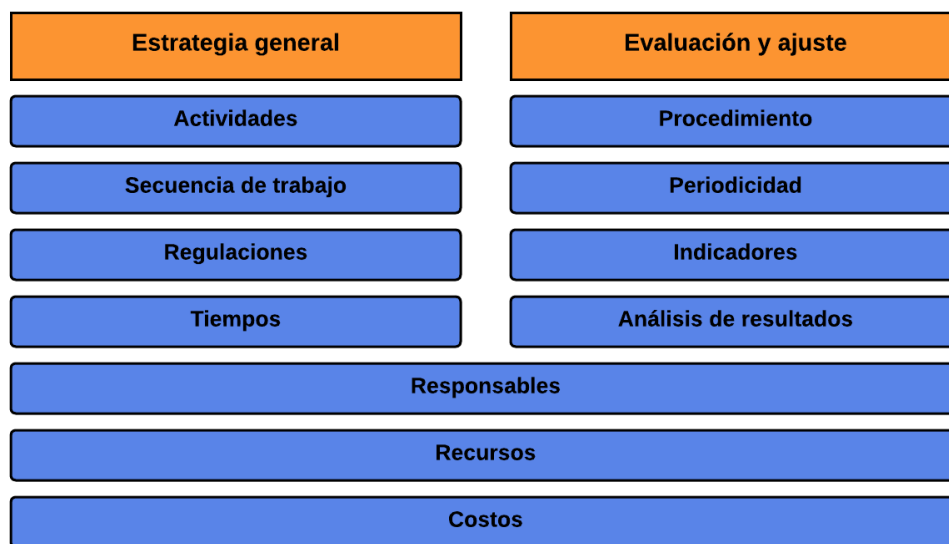 Estrategia general
Evaluación y ajuste
Actividades
Procedimiento
Secuencia de trabajo
Periodicidad
Regulaciones
Indicadores
Tiempos
Análisis de resultados
Responsables
Recursos
Costos